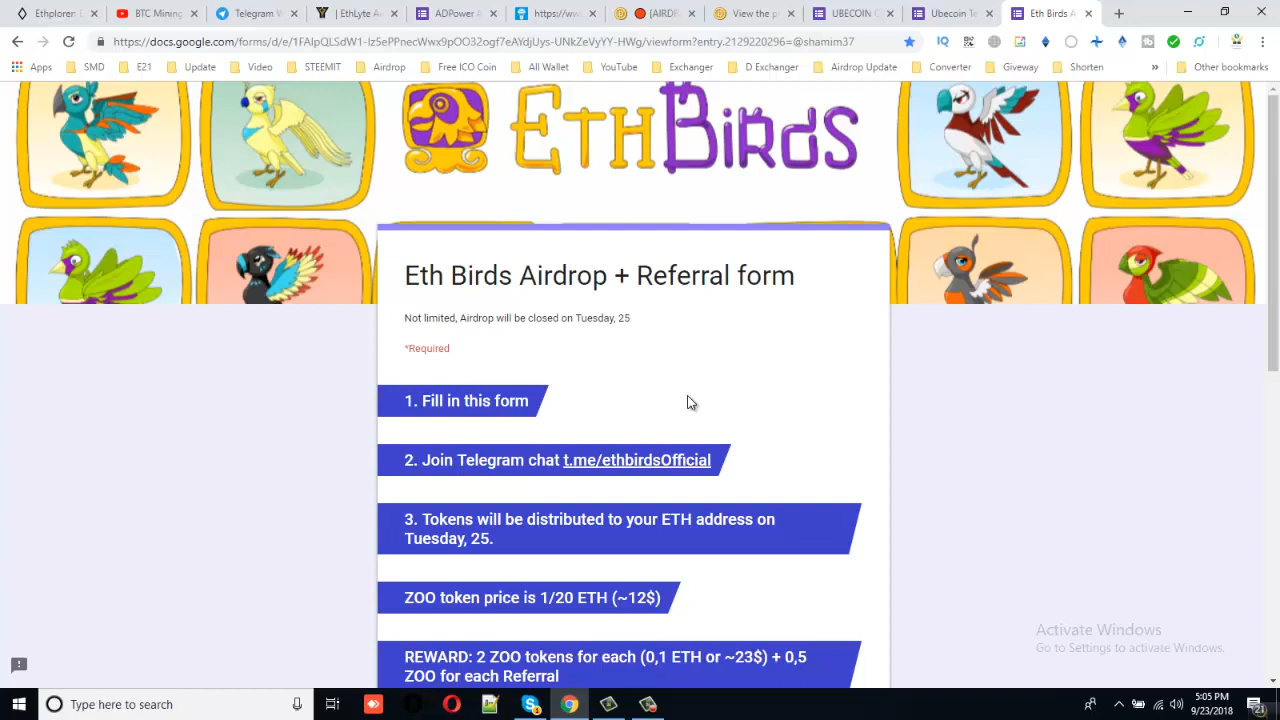 Ethplorer
BTC Mining
Telegram W
EthLyte Ai
ADPower A
https://ww
[AIRDR
View the p
UBECOIN C
Ubecoin Te
Eth Birds A
https://docs.google.com/forms/d/e/1FAIpQLSdW1-Iz5ePPnecWwx9pOO32ogf7eAYdjUys-UNkZeVyYY-HWg/viewform?entry.2129220296=@shamim37
IQ
Apps
SMD
E21
Update
Video
STEEMIT
Airdrop
Free ICO Coin
All Wallet
YouTube
Exchanger
D Exchanger
Airdrop Update
Converter
Giveway
Shorten
»
Other bookmarks
EthBirds
Eth Birds Airdrop + Referral form
Not limited, Airdrop will be closed on Tuesday, 25
*Required
1. Fill in this form
2. Join Telegram chat t.me/ethbirdsOfficial
3. Tokens will be distributed to your ETH address on
Tuesday, 25.
ZOO token price is 1/20 ETH (~12$)
REWARD: 2 ZOO tokens for each (0,1 ETH or ~23$) + 0,5
ZOO for each Referral
Activate Windows
Go to Settings to activate Windows.
Type here to search
5:05 PM
9/23/2018
21